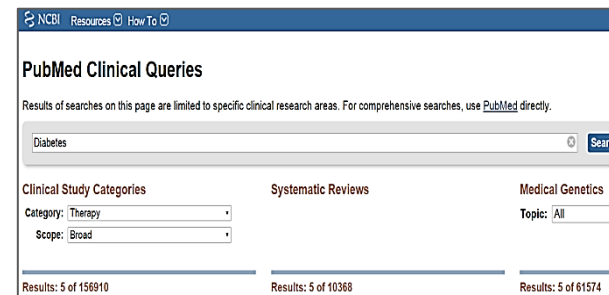 NCBI Resources How To
PubMed Clinical Queries
Results of searches on this page are limited to specific clinical research areas. For comprehensive searches, use PubMed directly.
Diabetes
Sear
Clinical Study Categories
Category: Therapy
Scope: Broad
Results: 5 of 156910
Systematic Reviews
Results: 5 of 10368
Medical Genetics
Topic: All
Results: 5 of 61574